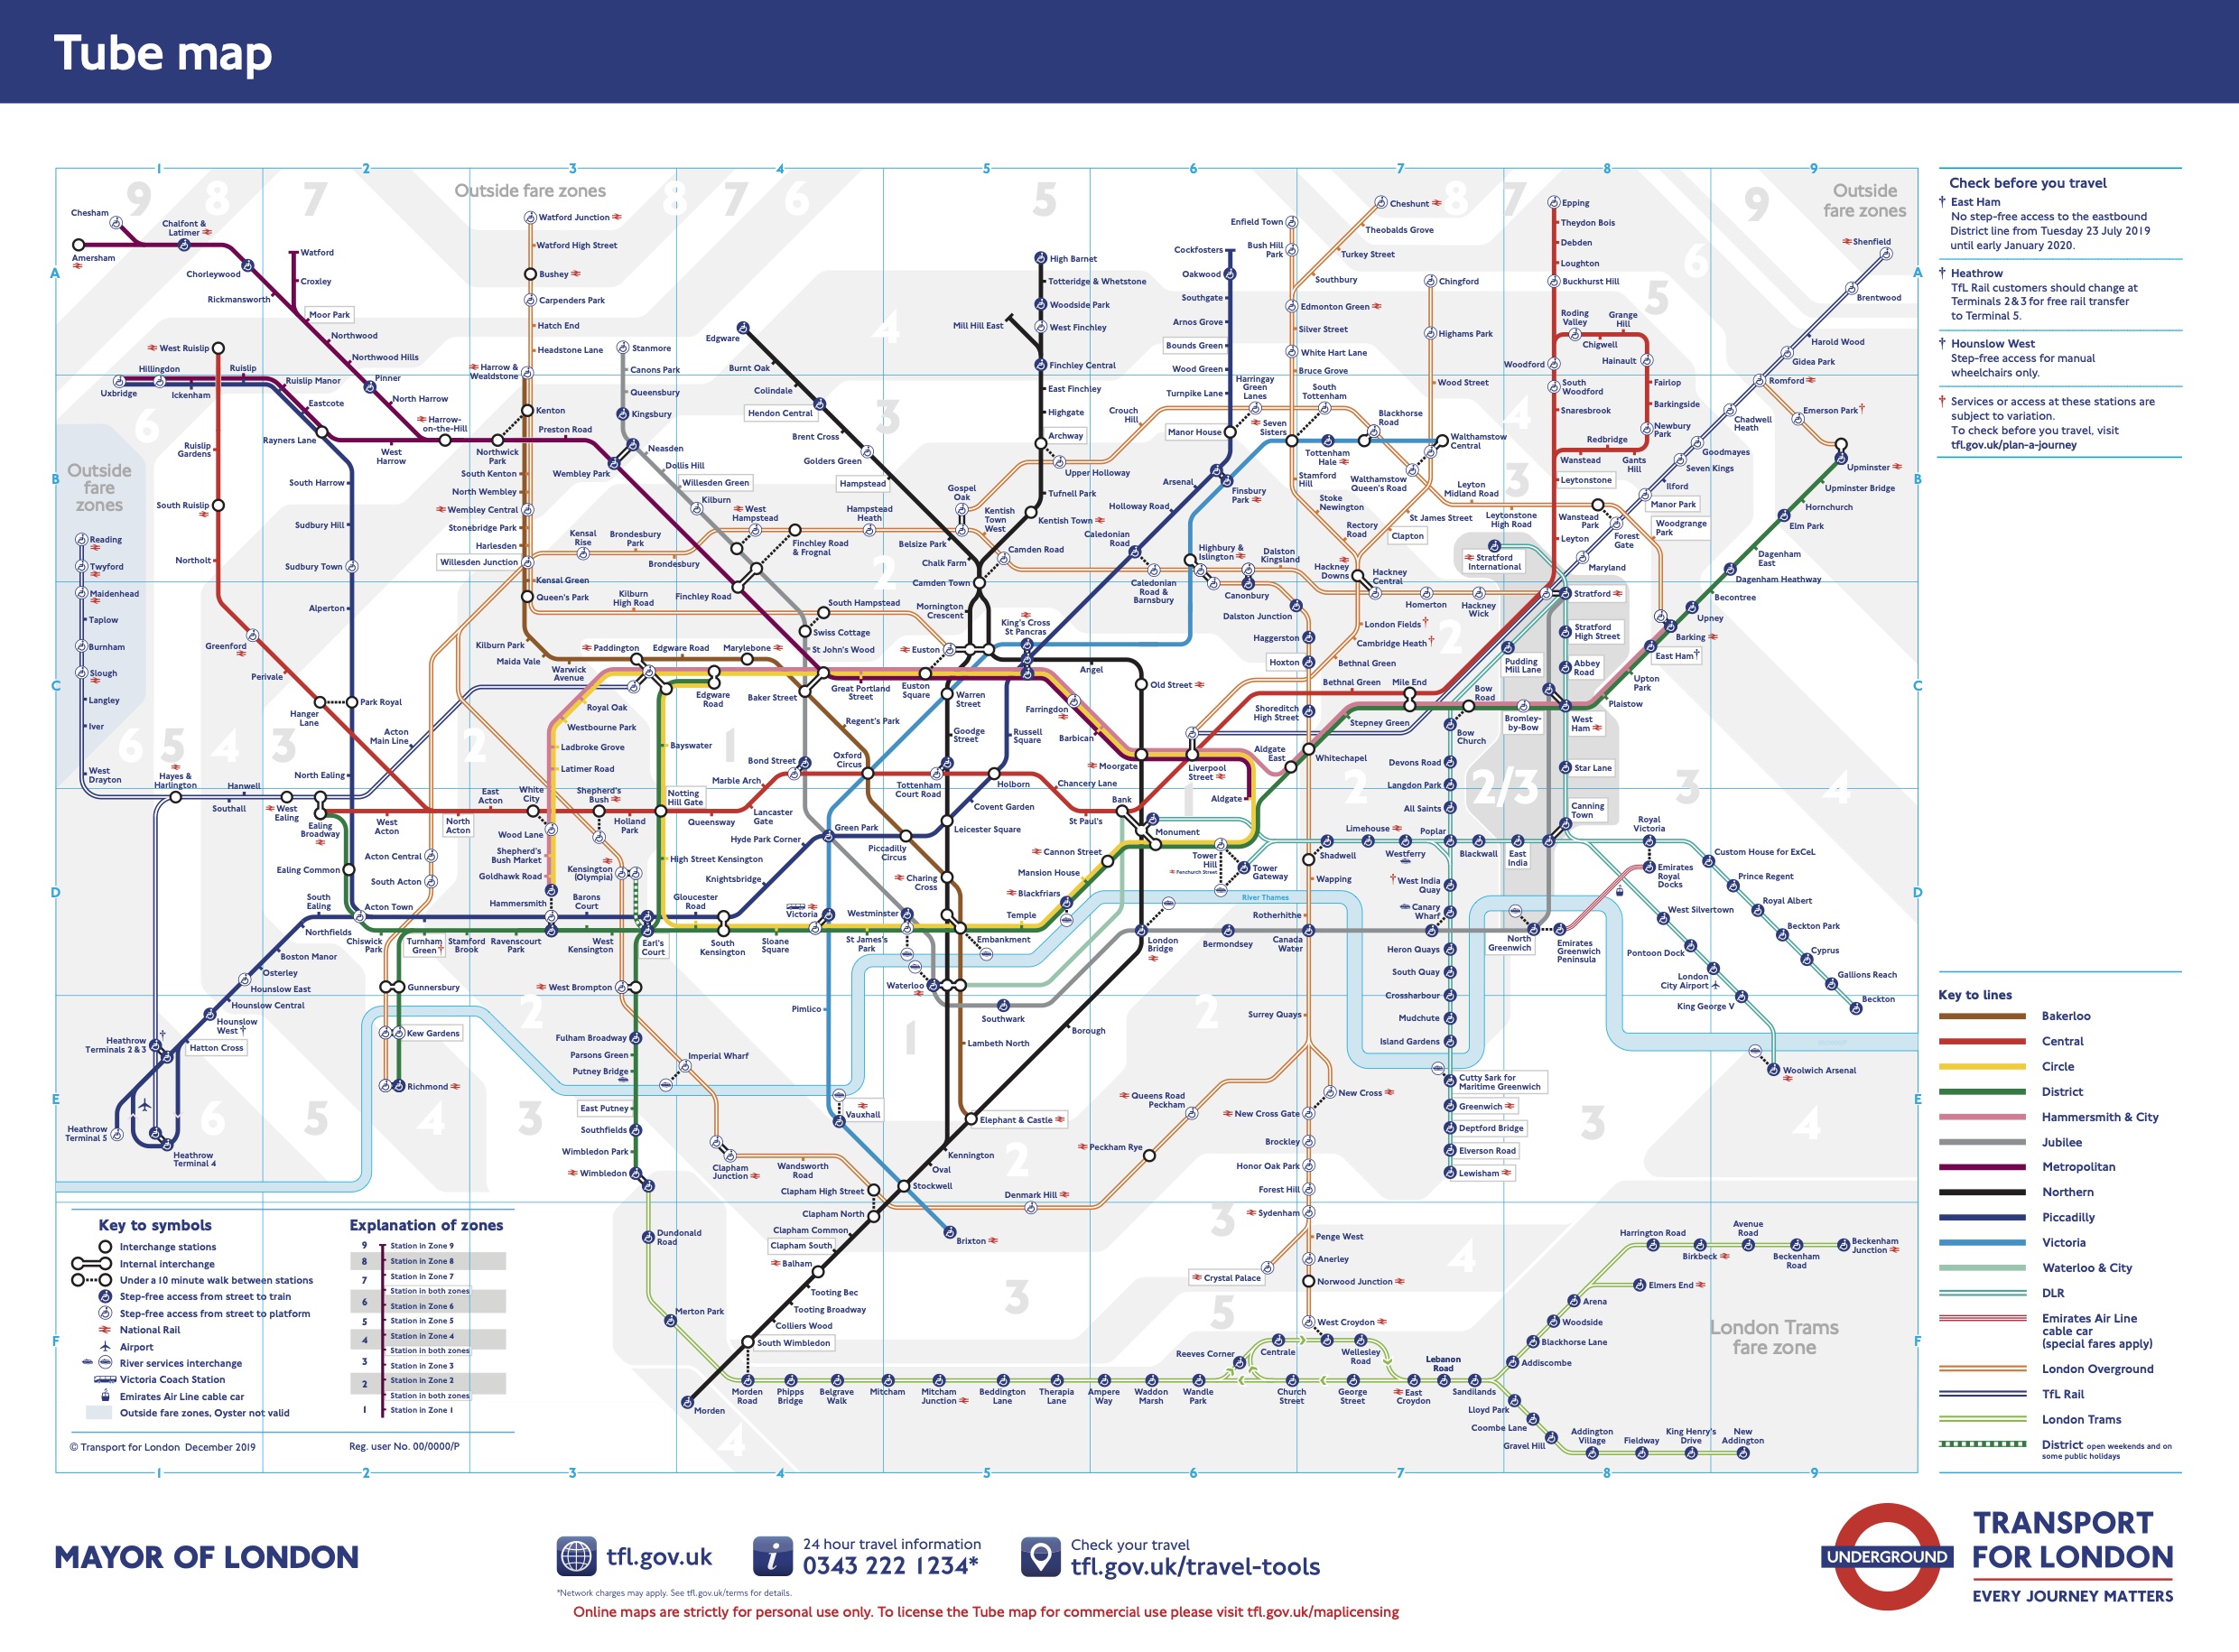 Tube map
1
2
3
4
5
6
7
8
9
A
B
C
D
E
F
Outside fare zones
Outside
fare zones
Outside
fare
zones
Chesham
Chalfont &
Latimer
Amersham
Chorleywood
Rickmansworth
Watford
Croxley
Moor Park
Northwood
Northwood Hills
Pinner
North Harrow
Harrow-
on-the-Hill
West Ruislip
Hillingdon
Ruislip
Uxbridge
Ickenham
Ruislip Manor
Eastcote
Rayners Lane
West
Harrow
Ruislip
Gardens
South Ruislip
Northolt
Greenford
Perivale
Hanger
Lane
Park Royal
South Harrow
Sudbury Hill
Sudbury Town
Alperton
North Ealing
Reading
Twyford
Maidenhead
Taplow
Burnham
Slough
Langley
Iver
West
Drayton
Hayes &
Harlington
Hanwell
Southall
West
Ealing
Ealing
Broadway
Acton
Main Line
West
Acton
North
Acton
East
Acton
White
City
Shepherd's
Bush
Holland
Park
Notting
Hill Gate
Queensway
Lancaster
Gate
Marble Arch
Bond Street
Oxford
Circus
Tottenham
Court Road
Holborn
Chancery Lane
St Paul's
Bank
Liverpool
Street
Bethnal Green
Mile End
Stratford
Leyton
Leytonstone
Wanstead
Redbridge
Gants
Hill
Newbury
Park
Barkingside
Fairlop
Hainault
Grange
Hill
Chigwell
Roding
Valley
Snaresbrook
South
Woodford
Woodford
Buckhurst Hill
Loughton
Debden
Theydon Bois
Epping
Watford Junction
Watford High Street
Bushey
Carpenders Park
Hatch End
Headstone Lane
Harrow &
Wealdstone
Kenton
Northwick
Park
Preston Road
South Kenton
North Wembley
Wembley Central
Stonebridge Park
Harlesden
Willesden Junction
Kensal Green
Queen's Park
Kilburn Park
Maida Vale
Warwick
Avenue
Paddington
Edgware Road
Marylebone
Baker Street
Regent's Park
Stanmore
Canons Park
Queensbury
Kingsbury
Wembley Park
Neasden
Dollis Hill
Willesden Green
Kilburn
West
Hampstead
Finchley Road
Finchley Road
& Frognal
Swiss Cottage
St John's Wood
South Hampstead
Kilburn
High Road
Kensal
Rise
Brondesbury
Park
Brondesbury
Hampstead
Heath
Gospel
Oak
Kentish
Town
West
Camden Road
Edgware
Burnt Oak
Colindale
Hendon Central
Brent Cross
Golders Green
Hampstead
Belsize Park
Chalk Farm
Camden Town
Mornington
Crescent
Euston
High Barnet
Totteridge & Whetstone
Woodside Park
West Finchley
Mill Hill East
Finchley Central
East Finchley
Highgate
Archway
Upper Holloway
Tufnell Park
Kentish Town
Crouch
Hill
Harringay
Green
Lanes
South
Tottenham
Blackhorse
Road
Walthamstow
Central
Walthamstow
Queen's Road
Leyton
Midland Road
Leytonstone
High Road
Wanstead
Park
Woodgrange
Park
Cockfosters
Oakwood
Southgate
Arnos Grove
Bounds Green
Wood Green
Turnpike Lane
Manor House
Seven
Sisters
Tottenham
Hale
Finsbury
Park
Arsenal
Holloway Road
Caledonian
Road
Highbury &
Islington
Caledonian
Road &
Barnsbury
Canonbury
Dalston
Kingsland
Dalston Junction
Hackney
Downs
Hackney
Central
Homerton
Hackney
Wick
Enfield Town
Bush Hill
Park
Cheshunt
Theobalds Grove
Turkey Street
Southbury
Edmonton Green
Silver Street
White Hart Lane
Bruce Grove
Stamford
Hill
Stoke
Newington
Rectory
Road
Chingford
Highams Park
Wood Street
St James Street
Clapton
London Fields†
Cambridge Heath†
Bethnal Green
Shenfield
Brentwood
Harold Wood
Gidea Park
Romford
Emerson Park†
Upminster
Chadwell
Heath
Goodmayes
Seven Kings
Ilford
Manor Park
Forest
Gate
Maryland
Stratford
International
Upminster Bridge
Hornchurch
Elm Park
Dagenham
East
Dagenham Heathway
Becontree
Upney
Barking
East Ham†
Upton
Park
Plaistow
West
Ham
Bromley-
by-Bow
Bow
Road
Stepney Green
Whitechapel
Aldgate
East
Aldgate
Stratford
High Street
Abbey
Road
Pudding
Mill Lane
Star Lane
Canning
Town
Bow
Church
Devons Road
Langdon Park
All Saints
Poplar
Blackwall
East
India
Limehouse
Westferry
West India
Quay
Canary
Wharf
Heron Quays
South Quay
Crossharbour
Mudchute
Island Gardens
Cutty Sark for
Maritime Greenwich
Greenwich
Deptford Bridge
Elverson Road
Lewisham
Royal
Victoria
Custom House for ExCeL
Prince Regent
Royal Albert
Beckton Park
Cyprus
Gallions Reach
Beckton
Emirates
Royal
Docks
Emirates
Greenwich
Peninsula
North
Greenwich
West Silvertown
Pontoon Dock
London
City Airport
King George V
Woolwich Arsenal
Haggerston
Hoxton
Shoreditch
High Street
Shadwell
Wapping
Rotherhithe
Canada
Water
Bermondsey
London
Bridge
Surrey Quays
New Cross
New Cross Gate
Brockley
Honor Oak Park
Forest Hill
Sydenham
Penge West
Anerley
Crystal Palace
Norwood Junction
West Croydon
Queens Road
Peckham
Peckham Rye
Denmark Hill
King's Cross
St Pancras
Angel
Old Street
Great Portland
Street
Euston
Square
Warren
Street
Goodge
Street
Russell
Square
Farringdon
Barbican
Moorgate
Edgware
Road
Royal Oak
Westbourne Park
Ladbroke Grove
Latimer Road
Bayswater
Wood Lane
Shepherd's
Bush Market
Goldhawk Road
Hammersmith
Kensington
(Olympia)
High Street Kensington
Hyde Park Corner
Knightsbridge
Green Park
Piccadilly
Circus
Leicester Square
Covent Garden
Charing
Cross
Embankment
Temple
Blackfriars
Mansion House
Cannon Street
Monument
Tower
Hill
Fenchurch Street
Tower
Gateway
River Thames
Westminster
St James's
Park
Victoria
Sloane
Square
South
Kensington
Gloucester
Road
Earl's
Court
Barons
Court
West
Kensington
Ravenscourt
Park
Stamford
Brook
Turnham
Green†
Chiswick
Park
Acton Town
Ealing Common
Acton Central
South Acton
South
Ealing
Northfields
Boston Manor
Osterley
Hounslow East
Hounslow Central
Hounslow
West†
Hatton Cross
Heathrow
Terminals 2 & 3
Heathrow
Terminal 5
Heathrow
Terminal 4
Gunnersbury
Kew Gardens
Richmond
West Brompton
Fulham Broadway
Parsons Green
Putney Bridge
East Putney
Southfields
Wimbledon Park
Wimbledon
Imperial Wharf
Clapham
Junction
Wandsworth
Road
Clapham High Street
Clapham North
Clapham Common
Clapham South
Balham
Tooting Bec
Tooting Broadway
Colliers Wood
South Wimbledon
Morden
Pimlico
Vauxhall
Stockwell
Brixton
Oval
Kennington
Waterloo
Southwark
Lambeth North
Borough
Elephant & Castle
Dundonald
Road
Merton Park
Morden
Road
Phipps
Bridge
Belgrave
Walk
Mitcham
Mitcham
Junction
Beddington
Lane
Therapia
Lane
Ampere
Way
Waddon
Marsh
Wandle
Park
Reeves Corner
Centrale
Wellesley
Road
Church
Street
George
Street
East
Croydon
Lebanon
Road
Sandilands
Lloyd Park
Coombe Lane
Gravel Hill
Addington
Village
Fieldway
King Henry's
Drive
New
Addington
Addiscombe
Blackhorse Lane
Woodside
Arena
Elmers End
Harrington Road
Birkbeck
Avenue
Road
Beckenham
Road
Beckenham
Junction
London Trams
fare zone
2/3
Key to symbols
Interchange stations
Internal interchange
Under a 10 minute walk between stations
Step-free access from street to train
Step-free access from street to platform
National Rail
Airport
River services interchange
Victoria Coach Station
Emirates Air Line cable car
Outside fare zones, Oyster not valid
Explanation of zones
9 Station in Zone 9
8 Station in Zone 8
7 Station in Zone 7
Station in both zones
6 Station in Zone 6
5 Station in Zone 5
4 Station in Zone 4
Station in both zones
3 Station in Zone 3
2 Station in Zone 2
Station in both zones
1 Station in Zone 1
© Transport for London December 2019
Reg. user No. 00/0000/P
Check before you travel
† East Ham
No step-free access to the eastbound
District line from Tuesday 23 July 2019
until early January 2020.
† Heathrow
TfL Rail customers should change at
Terminals 2 & 3 for free rail transfer
to Terminal 5.
† Hounslow West
Step-free access for manual
wheelchairs only.
† Services or access at these stations are
subject to variation.
To check before you travel, visit
tfl.gov.uk/plan-a-journey
Key to lines
Bakerloo
Central
Circle
District
Hammersmith & City
Jubilee
Metropolitan
Northern
Piccadilly
Victoria
Waterloo & City
DLR
Emirates Air Line
cable car
(special fares apply)
London Overground
TfL Rail
London Trams
District open weekends and on
some public holidays
MAYOR OF LONDON
tfl.gov.uk
24 hour travel information
0343 222 1234*
Check your travel
tfl.gov.uk/travel-tools
*Network charges may apply. See tfl.gov.uk/terms for details.
Online maps are strictly for personal use only. To license the Tube map for commercial use please visit tfl.gov.uk/maplicensing
UNDERGROUND
TRANSPORT
FOR LONDON
EVERY JOURNEY MATTERS